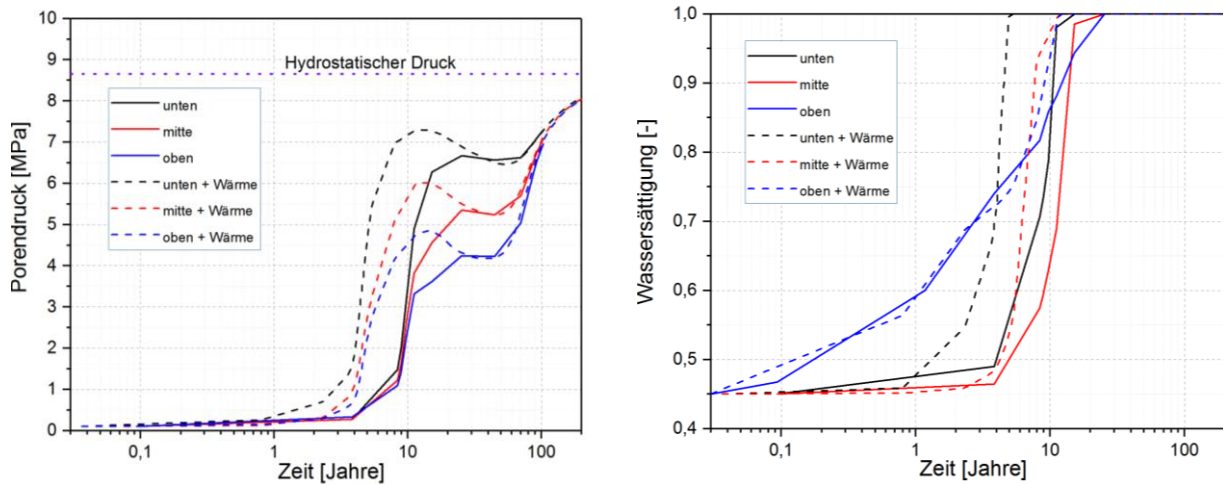 10
9
8
7
6
5
4
3
2
1
0
Porendruck [MPa]
Hydrostatischer Druck
unten
mitte
oben
unten + Wärme
mitte + Wärme
oben + Wärme
0,1
1
10
100
Zeit [Jahre]
1,0
0,9
0,8
0,7
0,6
0,5
0,4
Wassersättigung [-]
unten
mitte
oben
unten + Wärme
mitte + Wärme
oben + Wärme
0,1
1
10
100
Zeit [Jahre]